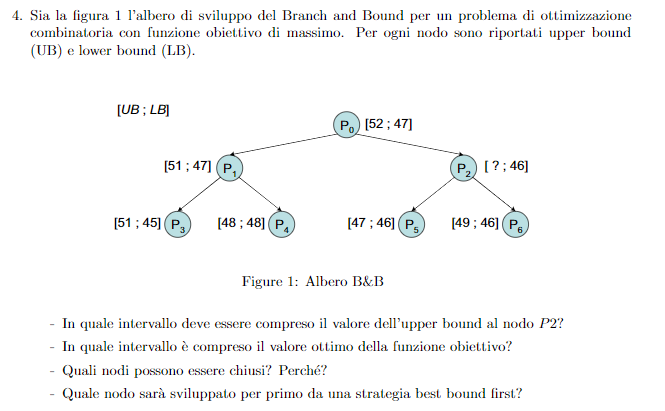 4. Sia la figura 1 l'albero di sviluppo del Branch and Bound per un problema di ottimizzazione
combinatoria con funzione obiettivo di massimo. Per ogni nodo sono riportati upper bound
(UB) e lower bound (LB).
[UB ; LB]
P0 [52 ; 47]
[51 ; 47] P1
P2 [ ? ; 46]
[51 ; 45] P3
[48 ; 48] P4
[47 ; 46] P5
[49 ; 46] P6
Figure 1: Albero B&B
- In quale intervallo deve essere compreso il valore dell'upper bound al nodo P2?
- In quale intervallo è compreso il valore ottimo della funzione obiettivo?
- Quali nodi possono essere chiusi? Perché?
- Quale nodo sarà sviluppato per primo da una strategia best bound first?